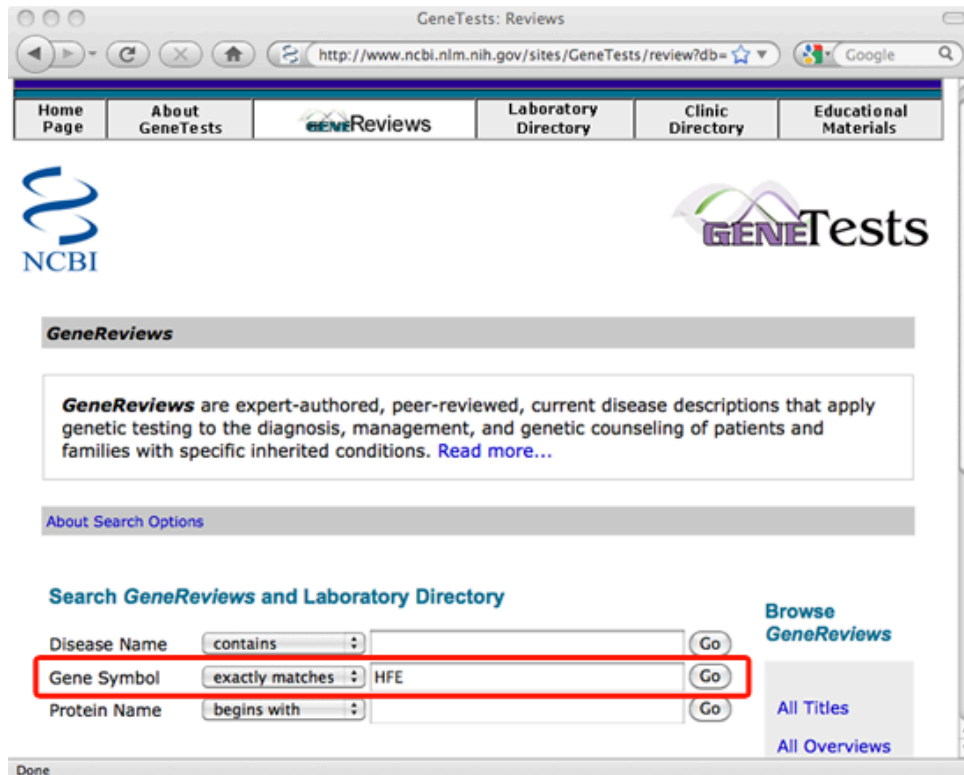 GeneTests: Reviews
http://www.ncbi.nlm.nih.gov/sites/GeneTests/review?db=
Google
Home Page
About GeneTests
GENEReviews
Laboratory Directory
Clinic Directory
Educational Materials
NCBI
GENETests
GeneReviews
GeneReviews are expert-authored, peer-reviewed, current disease descriptions that apply
genetic testing to the diagnosis, management, and genetic counseling of patients and
families with specific inherited conditions. Read more...
About Search Options
Search GeneReviews and Laboratory Directory
Browse
GeneReviews
Disease Name contains Go
Gene Symbol exactly matches HFE Go
Protein Name begins with Go
All Titles
All Overviews
Done